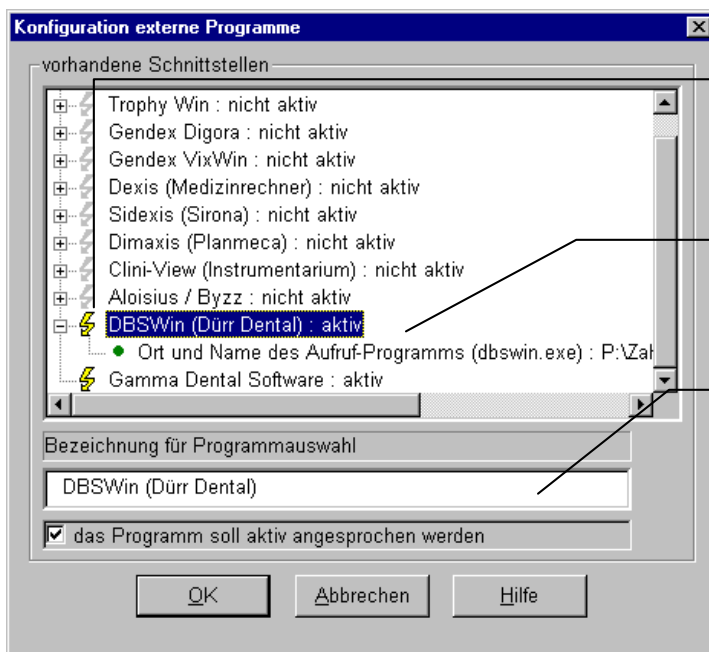 Konfiguration externe Programme
vorhandene Schnittstellen
Trophy Win : nicht aktiv
Gendex Digora : nicht aktiv
Gendex VixWin : nicht aktiv
Dexis (Medizinrechner) : nicht aktiv
Sidexis (Sirona) : nicht aktiv
Dimaxis (Planmeca) : nicht aktiv
Clini-View (Instrumentarium) : nicht aktiv
Aloisius / Byzz : nicht aktiv
DBSWin (Dürr Dental) : aktiv
Ort und Name des Aufruf-Programms (dbswin.exe) : P:\Zah
Gamma Dental Software : aktiv
Bezeichnung für Programmauswahl
DBSWin (Dürr Dental)
das Programm soll aktiv angesprochen werden
OK
Abbrechen
Hilfe